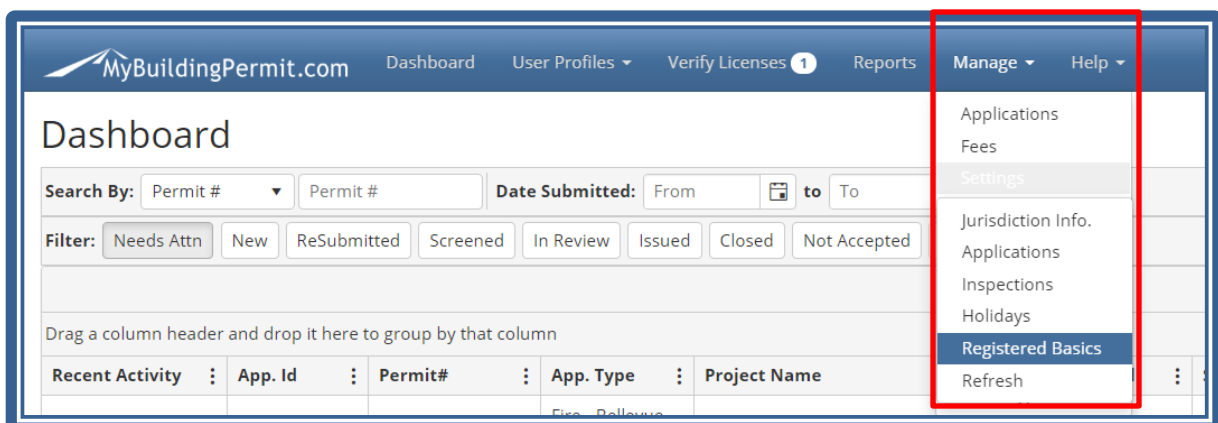 MyBuildingPermit.com Dashboard User Profiles Verify Licenses 1 Reports Manage Help
Dashboard
Applications
Fees
Settings
Search By: Permit # Permit # Date Submitted: From to To
Jurisdiction Info.
Filter: Needs Attn New ReSubmitted Screened In Review Issued Closed Not Accepted
Applications
Inspections
Holidays
Drag a column header and drop it here to group by that column
Registered Basics
Recent Activity App. Id Permit# App. Type Project Name
Refresh
Fire - Bellevue